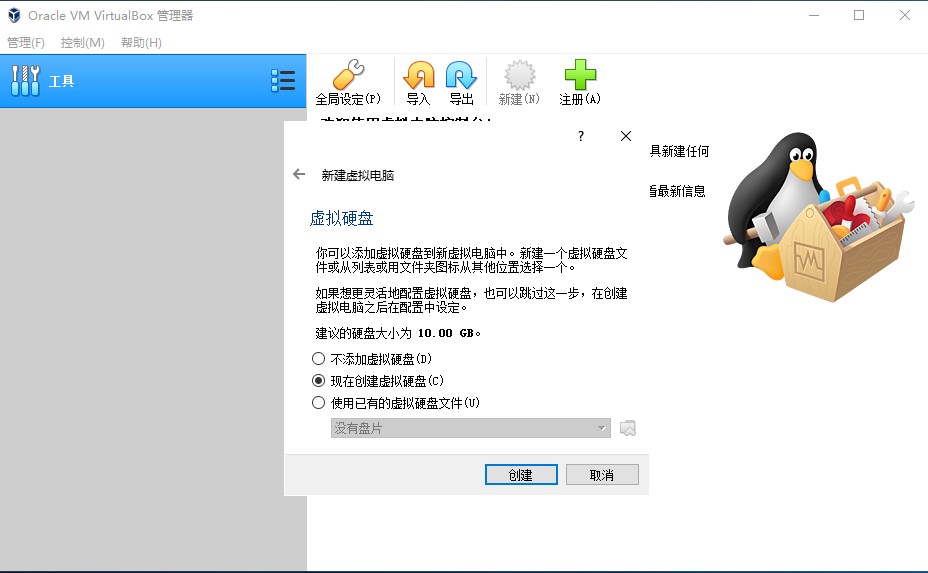 Oracle VM VirtualBox 管理器
管理(F) 控制(M) 帮助(H)
工具
全局设定(P) 导入 导出 新建(N) 注册(A)
?
具新建任何
新建虚拟电脑
看最新信息
虚拟硬盘
你可以添加虚拟硬盘到新虚拟电脑中。新建一个虚拟硬盘文
件或从列表或用文件夹图标从其他位置选择一个。
如果想更灵活地配置虚拟硬盘，也可以跳过这一步，在创建
虚拟电脑之后在配置中设定。
建议的硬盘大小为 10.00 GB。
不添加虚拟硬盘(D)
现在创建虚拟硬盘(C)
使用已有的虚拟硬盘文件(U)
没有盘片
创建 取消